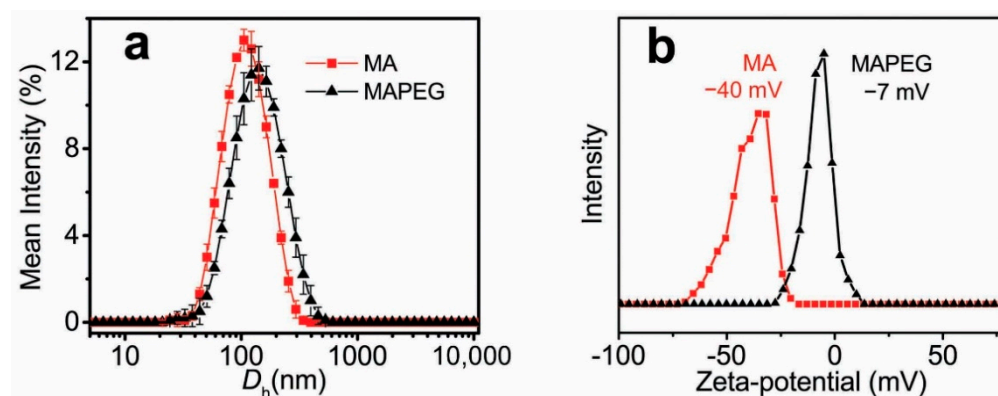 a
MA
MAPEG
Mean Intensity (%)
12
8
4
0
10
100
1000
10,000
Dh(nm)
b
MA
−40 mV
MAPEG
−7 mV
Intensity
-100
-50
0
50
Zeta-potential (mV)